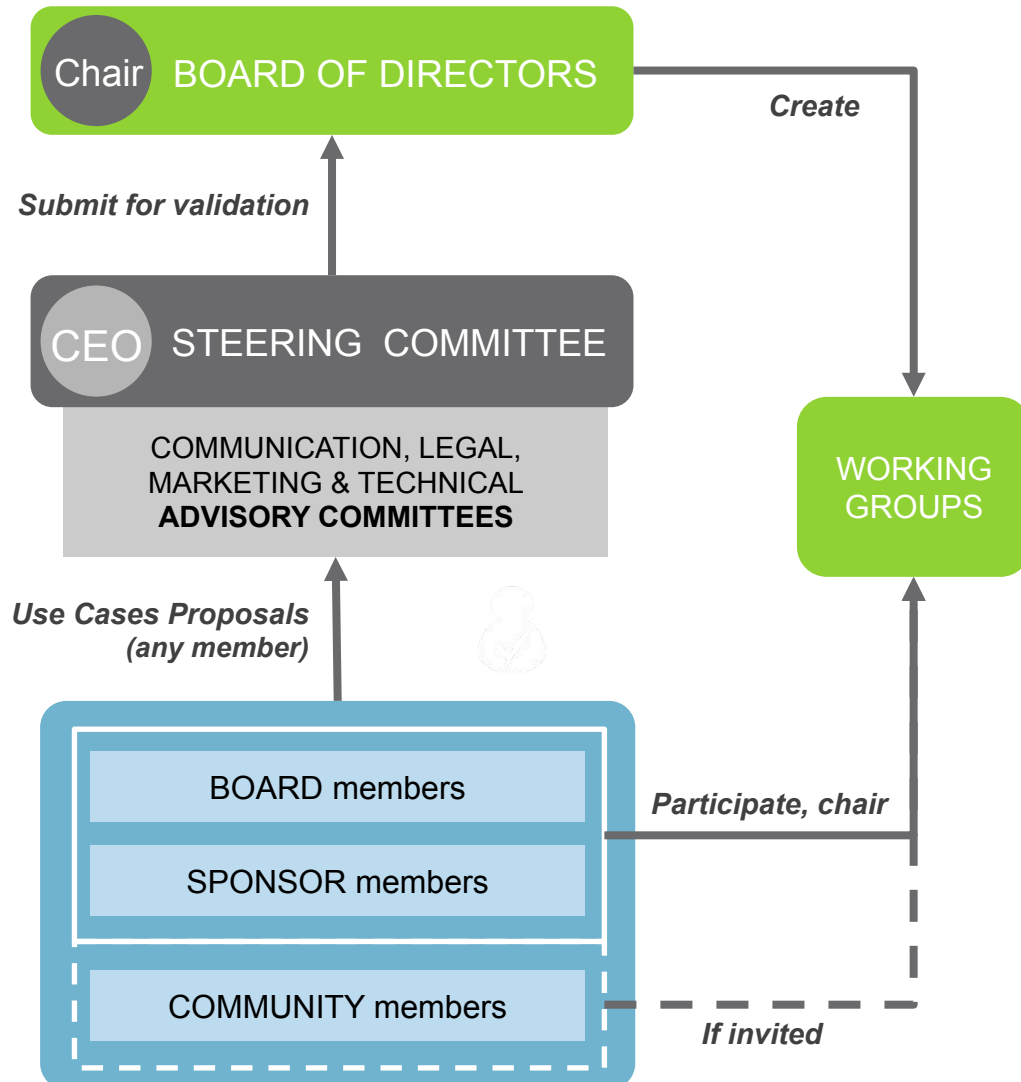 Chair BOARD OF DIRECTORS
Create
Submit for validation
CEO STEERING COMMITTEE
COMMUNICATION, LEGAL,
MARKETING & TECHNICAL
ADVISORY COMMITTEES
WORKING
GROUPS
Use Cases Proposals
(any member)
BOARD members
Participate, chair
SPONSOR members
COMMUNITY members
If invited